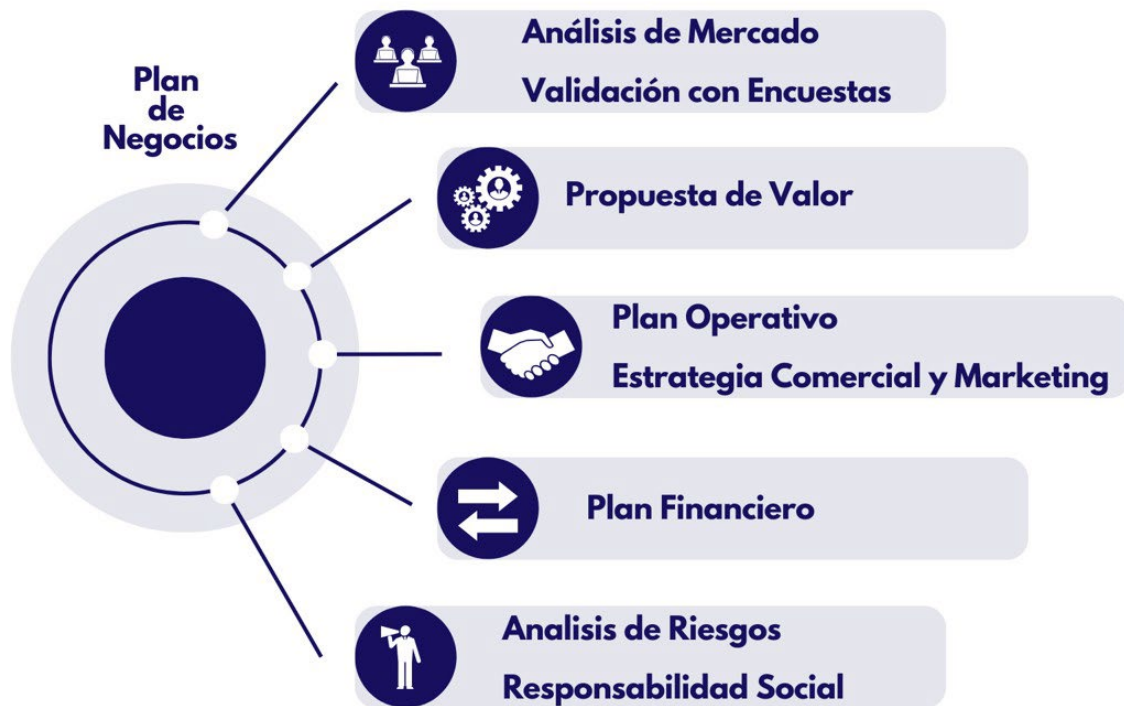 Plan
de
Negocios
Análisis de Mercado
Validación con Encuestas
Propuesta de Valor
Plan Operativo
Estrategia Comercial y Marketing
Plan Financiero
Analisis de Riesgos
Responsabilidad Social